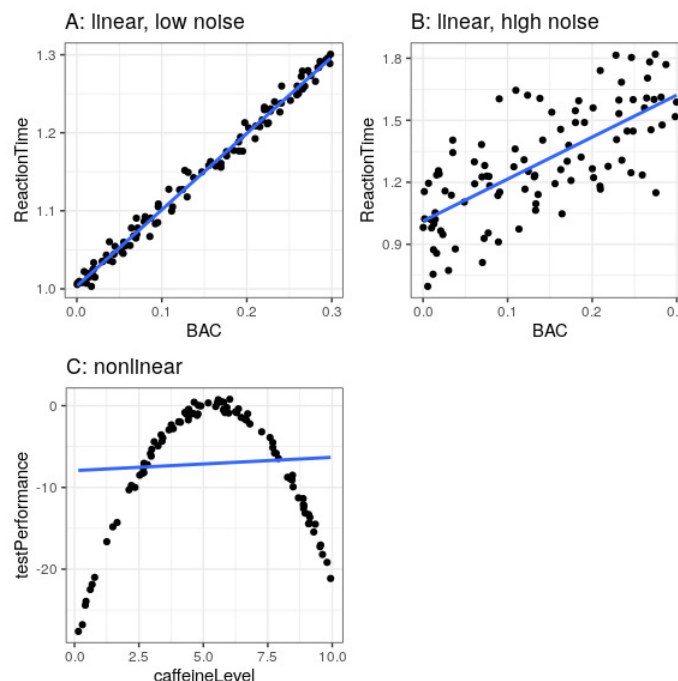 A: linear, low noise
B: linear, high noise
ReactionTime
1.3
1.2
1.1
1.0
0.0 0.1 0.2 0.3
BAC
ReactionTime
1.8
1.5
1.2
0.9
0.0 0.1 0.2
BAC
C: nonlinear
testPerformance
0
-10
-20
0.0 2.5 5.0 7.5 10.0
caffeineLevel